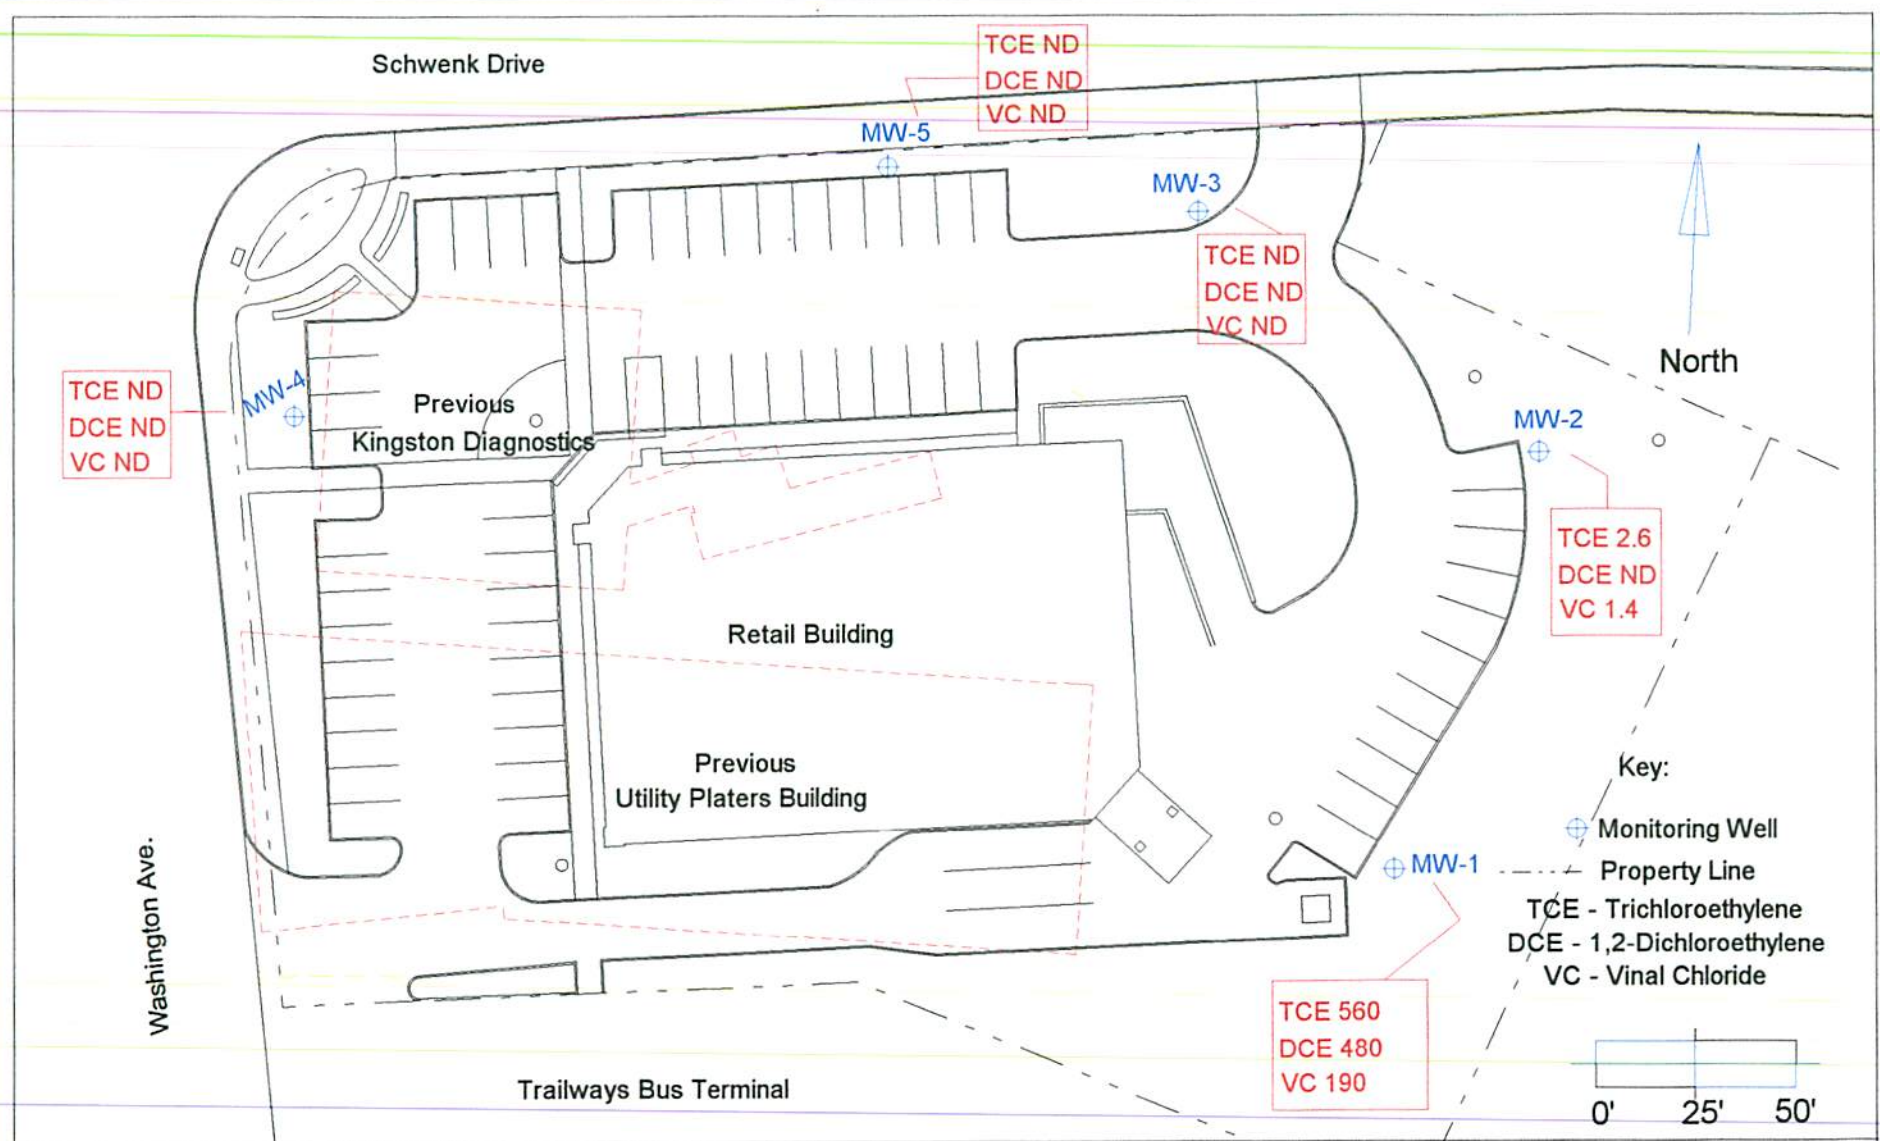 Schwenk Drive
TCE ND
DCE ND
VC ND
MW-5
MW-3
TCE ND
DCE ND
VC ND
North
TCE ND
DCE ND
VC ND
MW-4
Previous
Kingston Diagnostics
MW-2
TCE 2.6
DCE ND
VC 1.4
Retail Building
Previous
Utility Platers Building
Washington Ave.
MW-1
TCE 560
DCE 480
VC 190
Key:
Monitoring Well
Property Line
TCE - Trichloroethylene
DCE - 1,2-Dichloroethylene
VC - Vinal Chloride
Trailways Bus Terminal
0' 25' 50'